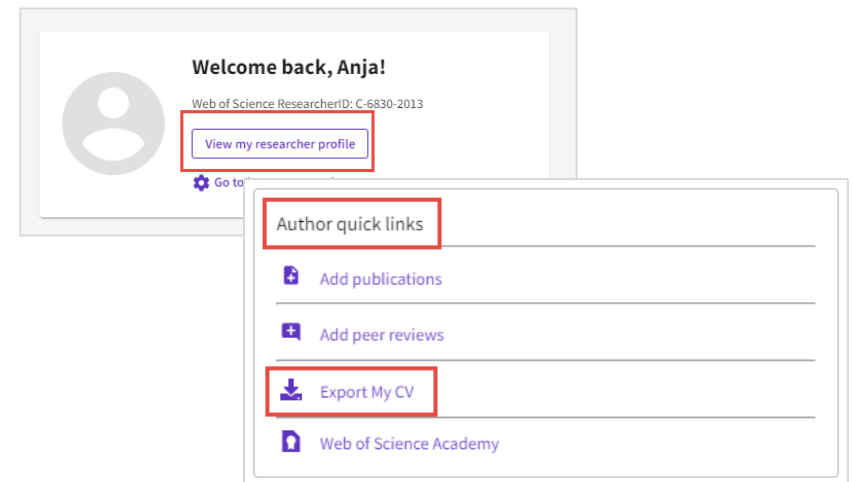 Welcome back, Anja!
Web of Science ResearcherID: C-6830-2013
View my researcher profile
Go to
Author quick links
Add publications
Add peer reviews
Export My CV
Web of Science Academy